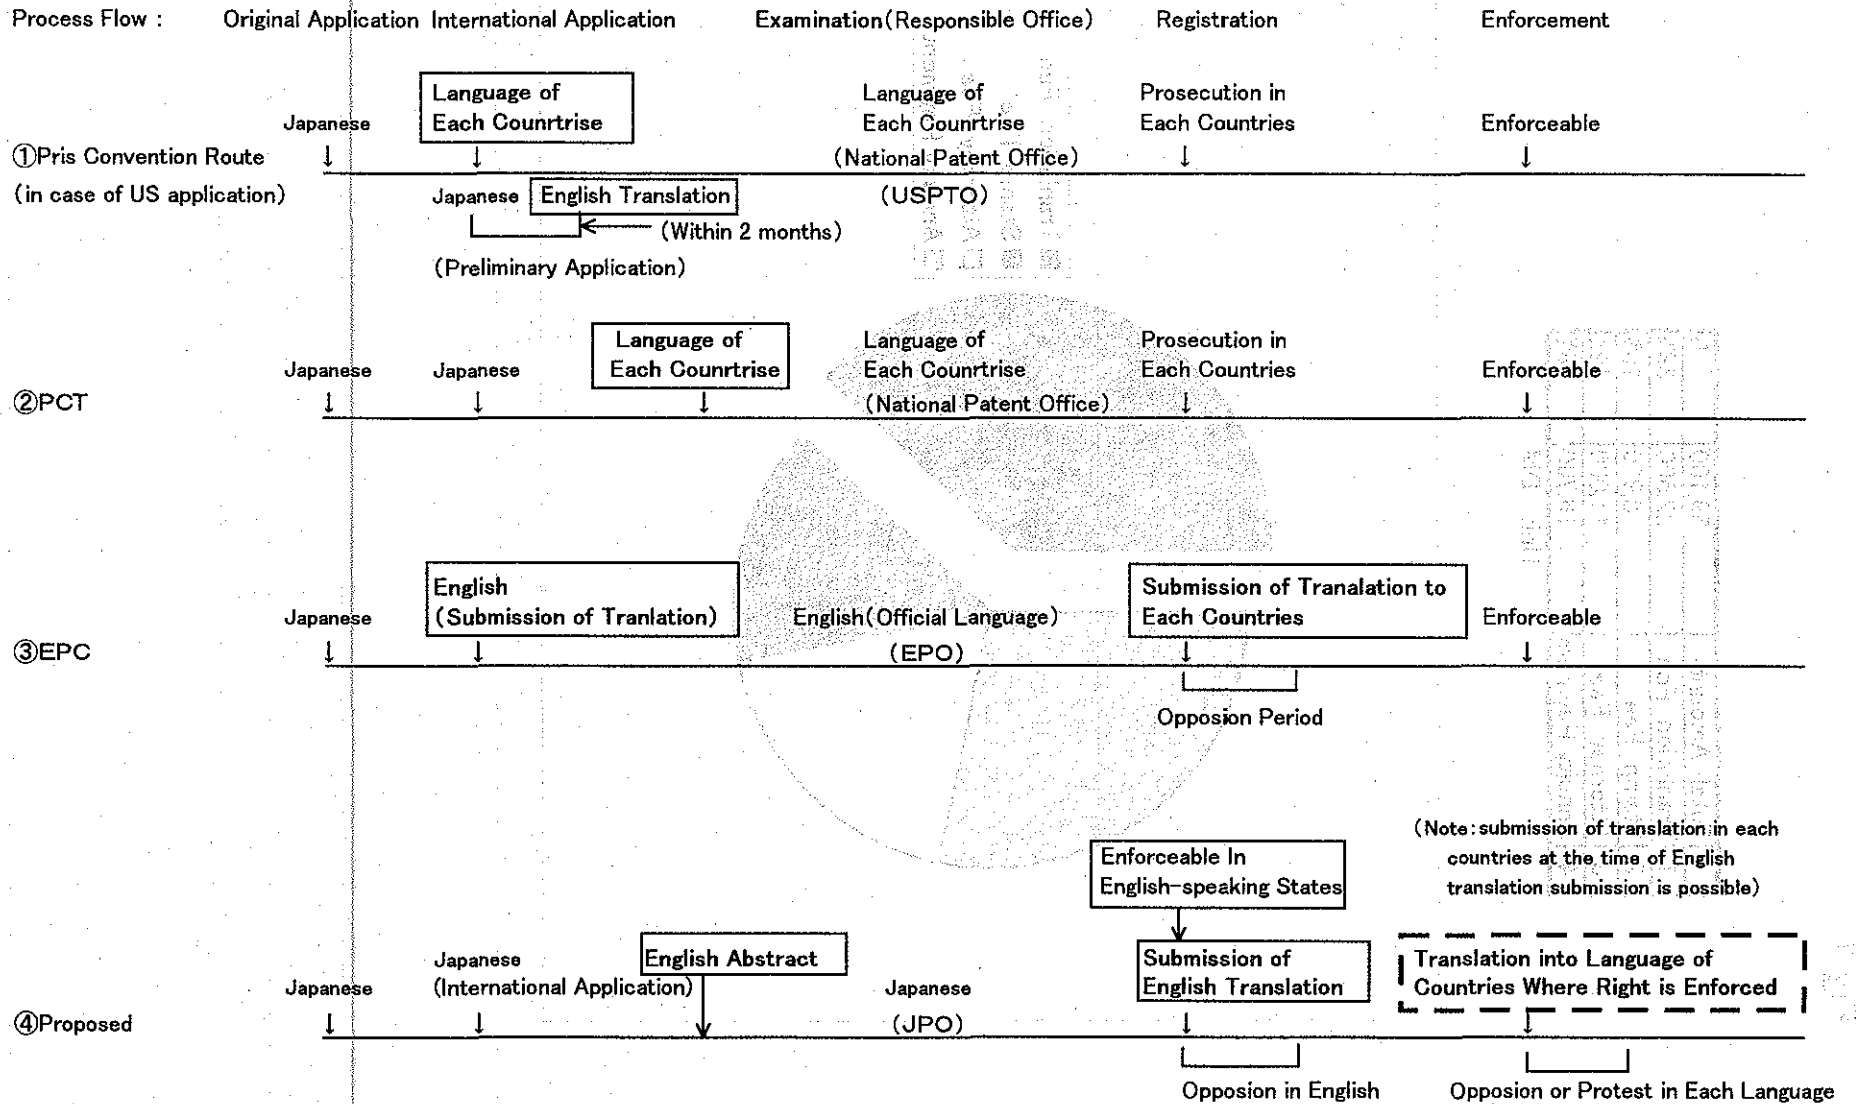 Process Flow : Original Application International Application Examination(Responsible Office) Registration Enforcement
Language of
Each Counrtrise
Language of
Each Counrtrise
Prosecution in
Each Countries
Japanese
Enforceable
①Pris Convention Route
(National Patent Office)
(in case of US application)
Japanese English Translation
(USPTO)
(Within 2 months)
(Preliminary Application)
Language of
Each Counrtrise
Language of
Each Counrtrise
Prosecution in
Each Countries
Japanese
Japanese
Enforceable
②PCT
(National Patent Office)
English
(Submission of Tranlation)
Submission of Tranalation to
Each Countries
Japanese
English(Official Language)
Enforceable
③EPC
(EPO)
Opposion Period
(Note:submission of translation in each
countries at the time of English
translation submission is possible)
Enforceable In
English-speaking States
English Abstract
Japanese
(International Application)
Submission of
English Translation
Translation into Language of
Countries Where Right is Enforced
Japanese
Japanese
④Proposed
(JPO)
Opposion in English
Opposion or Protest in Each Language